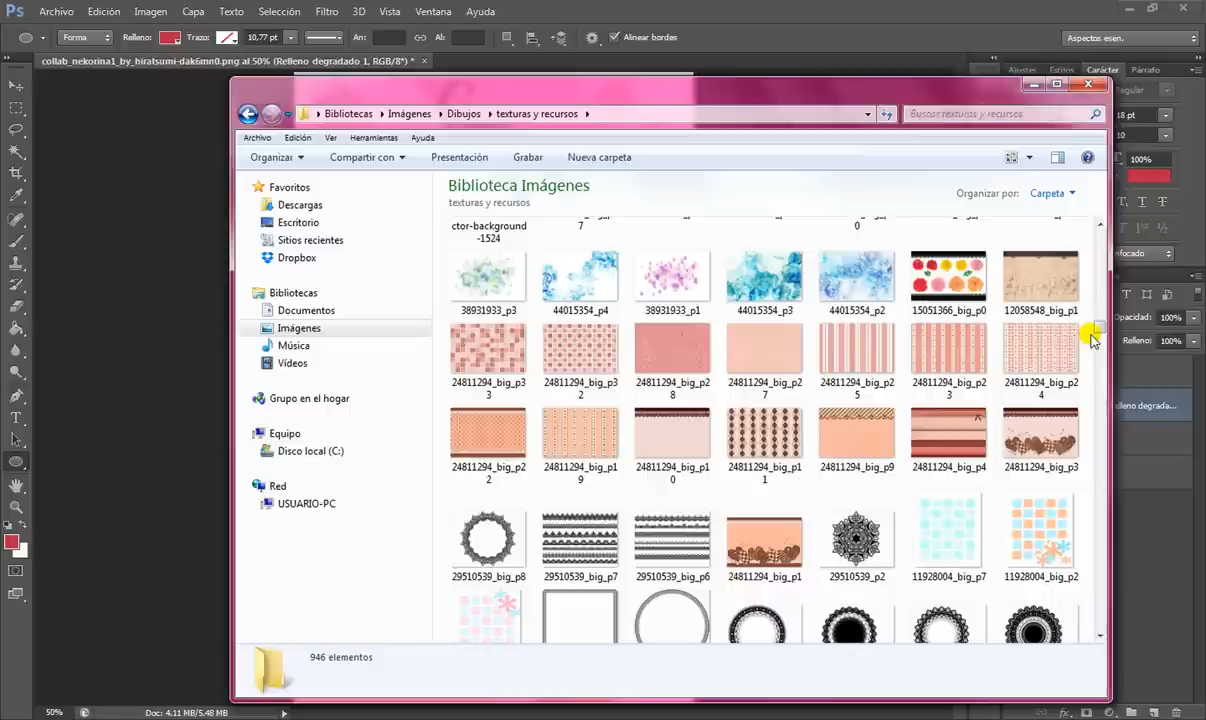 Ps Archivo Edición Imagen Capa Texto Selección Filtro 3D Vista Ventana Ayuda
Forma Relleno: Trazo: 10,77 pt An: Al: Alinear bordes Aspectos esen.
collab_nekorina1_by_hiratsumi-dak6mn0.png al 50% (Relleno degradado 1, RGB/8*) * ×
Ajustes Estilos Carácter Párrafo
Regular
18 pt
10
100%
Bibliotecas Imágenes Dibujos texturas y recursos
Buscar texturas y recursos
Archivo Edición Ver Herramientas Ayuda
Organizar Compartir con Presentación Grabar Nueva carpeta
Favoritos
Descargas
Escritorio
Sitios recientes
Dropbox
Bibliotecas
Documentos
Imágenes
Música
Vídeos
Grupo en el hogar
Equipo
Disco local (C:)
Red
USUARIO-PC
Biblioteca Imágenes
texturas y recursos
Organizar por: Carpeta
ctor-background
-1524
7
0
38931933_p3 44015354_p4 38931933_p1 44015354_p3 44015354_p2 15051366_big_p0 12058548_big_p1
24811294_big_p3 24811294_big_p3 24811294_big_p2 24811294_big_p2 24811294_big_p2 24811294_big_p2 24811294_big_p2
3 2 8 7 5 3 4
24811294_big_p2 24811294_big_p1 24811294_big_p1 24811294_big_p1 24811294_big_p9 24811294_big_p4 24811294_big_p3
2 9 0 1
29510539_big_p8 29510539_big_p7 29510539_big_p6 24811294_big_p1 29510539_p2 11928004_big_p7 11928004_big_p2
946 elementos
nfocado
Opacidad: 100%
Relleno: 100%
lleno degrada...
50% Doc: 4.11 MB/5.48 MB